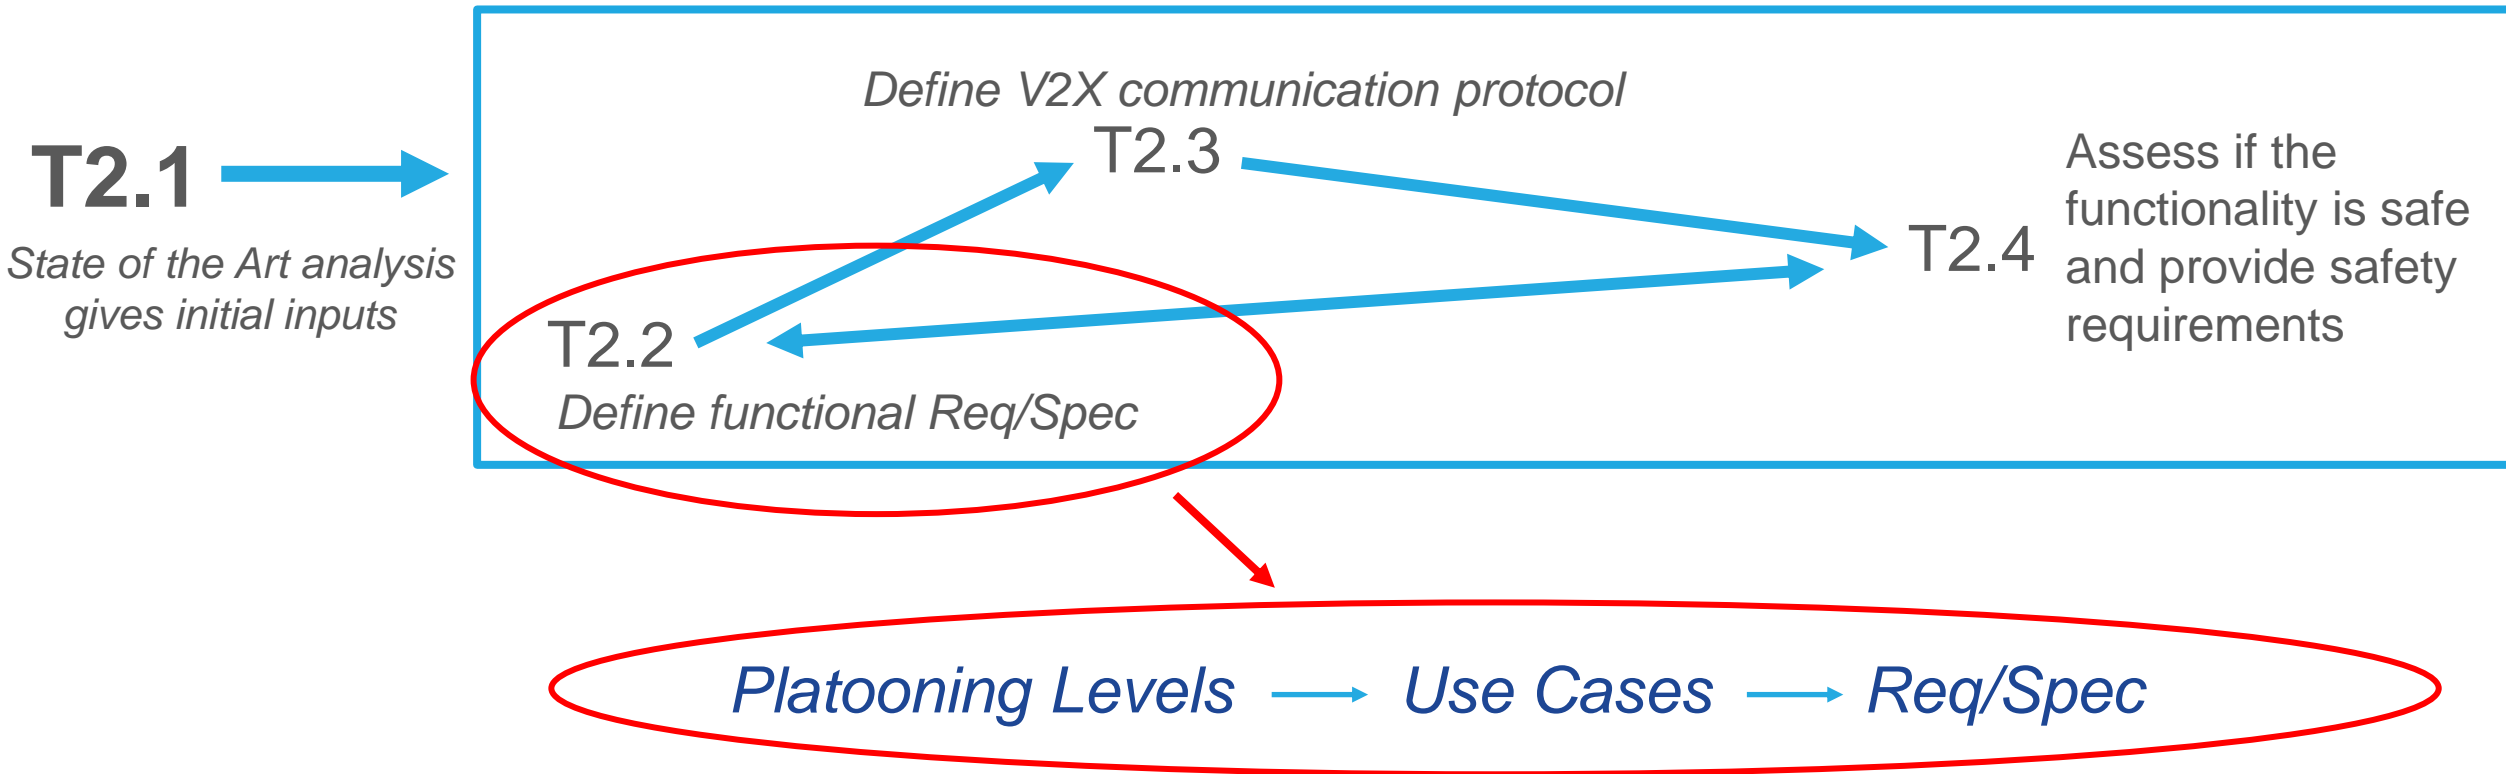 Define V2X communication protocol
T2.3
T2.1
State of the Art analysis
gives initial inputs
T2.4
Assess if the
functionality is safe
and provide safety
requirements
T2.2
Define functional Req/Spec
Platooning Levels
Use Cases
Req/Spec